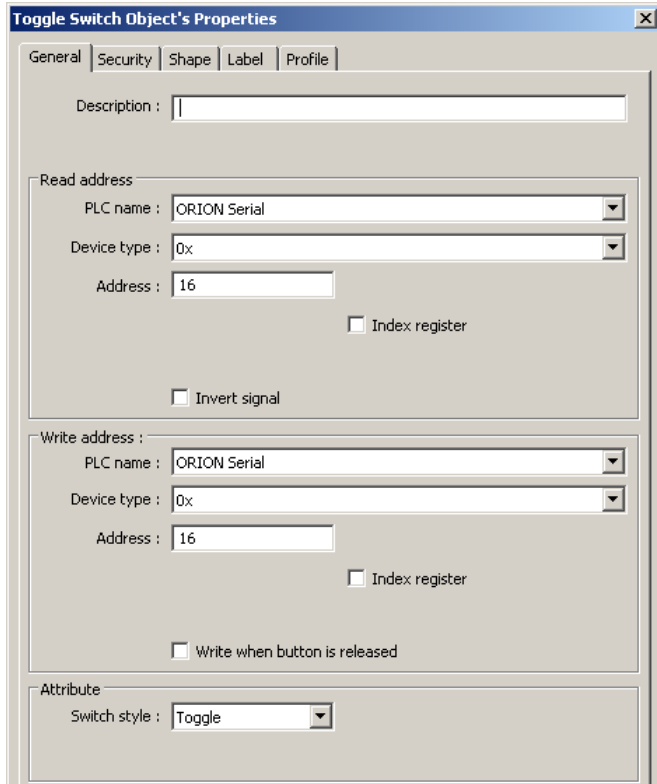 Toggle Switch Object's Properties
General Security Shape Label Profile
Description :
Read address
PLC name : ORION Serial
Device type : 0x
Address : 16
Index register
Invert signal
Write address :
PLC name : ORION Serial
Device type : 0x
Address : 16
Index register
Write when button is released
Attribute
Switch style : Toggle